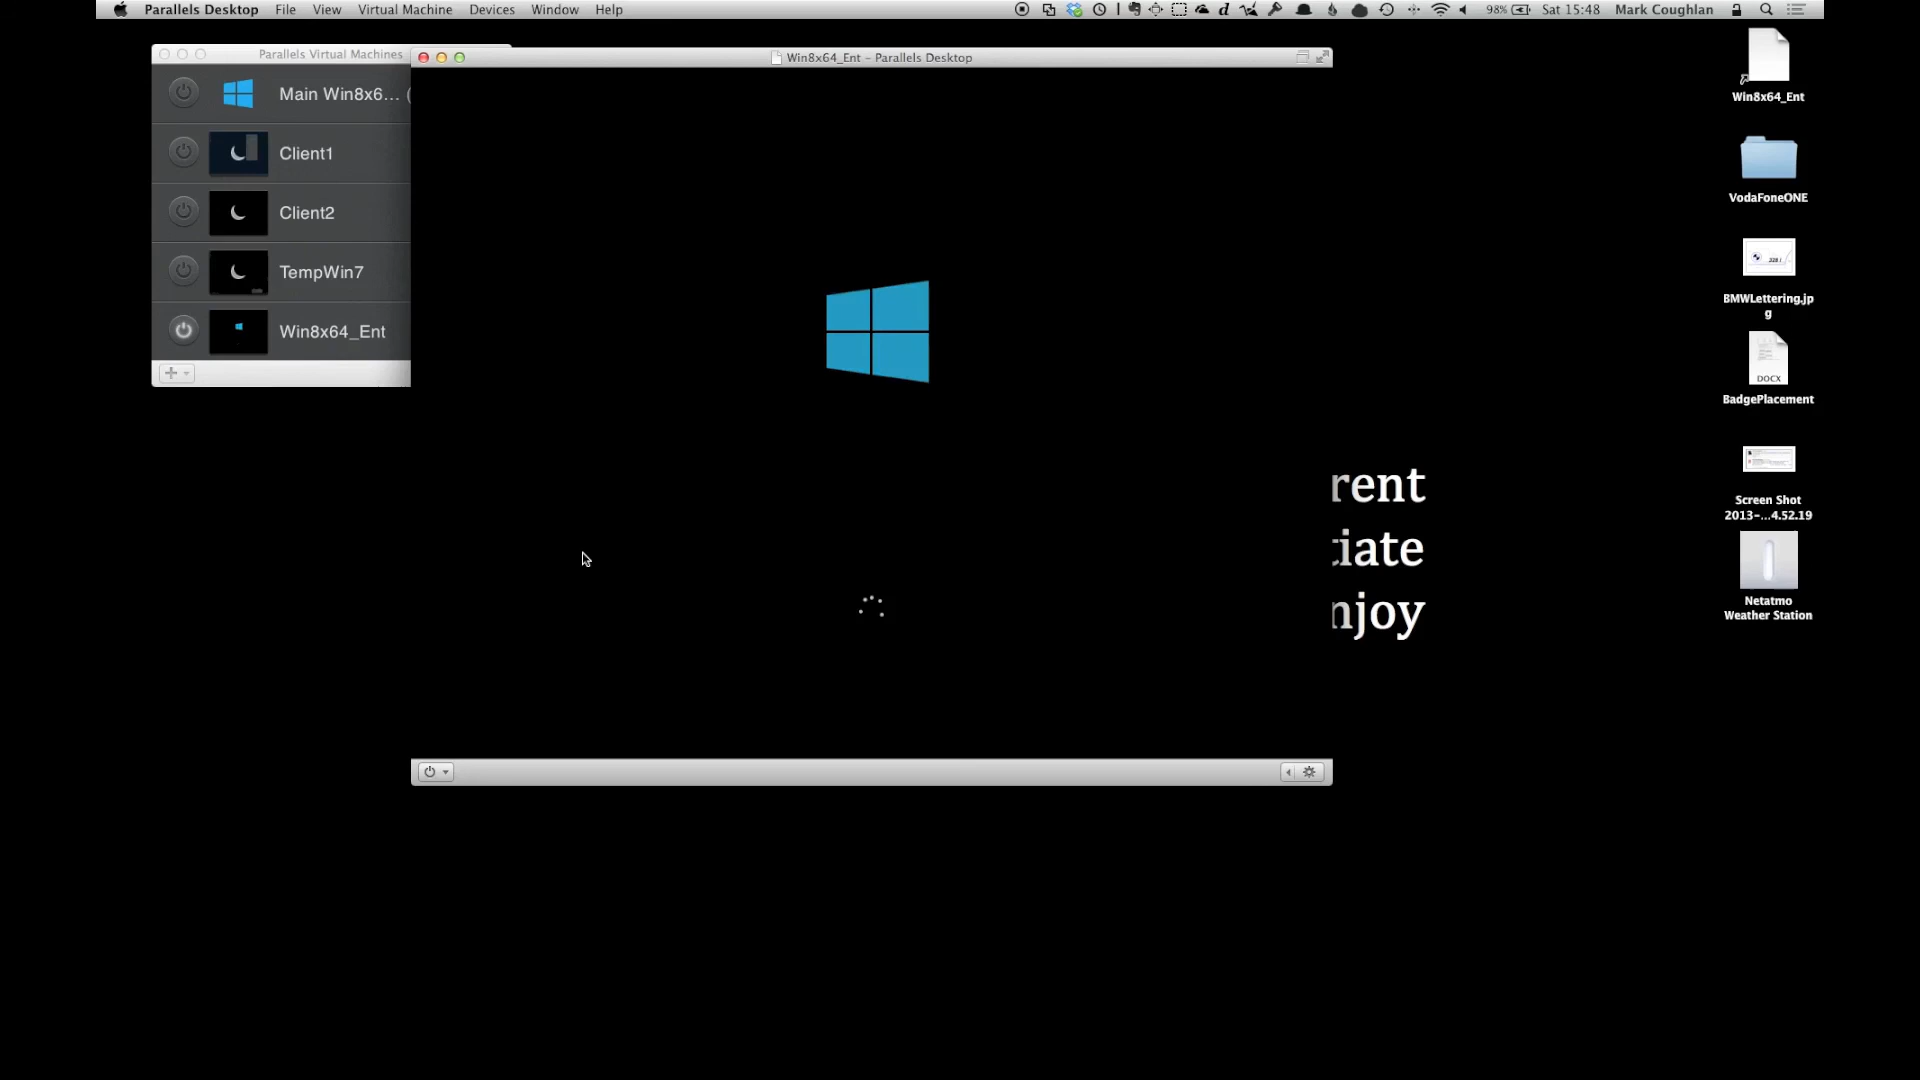 Parallels Desktop File View Virtual Machine Devices Window Help
98% Sat 15:48 Mark Coughlan
Parallels Virtual Machines
Main Win8x6... (
Client1
Client2
TempWin7
Win8x64_Ent
Win8x64_Ent - Parallels Desktop
rent
tiate
njoy
Win8x64_Ent
VodaFoneONE
BMWLettering.jp
g
DOCX
BadgePlacement
Screen Shot
2013-...4.52.19
Netatmo
Weather Station